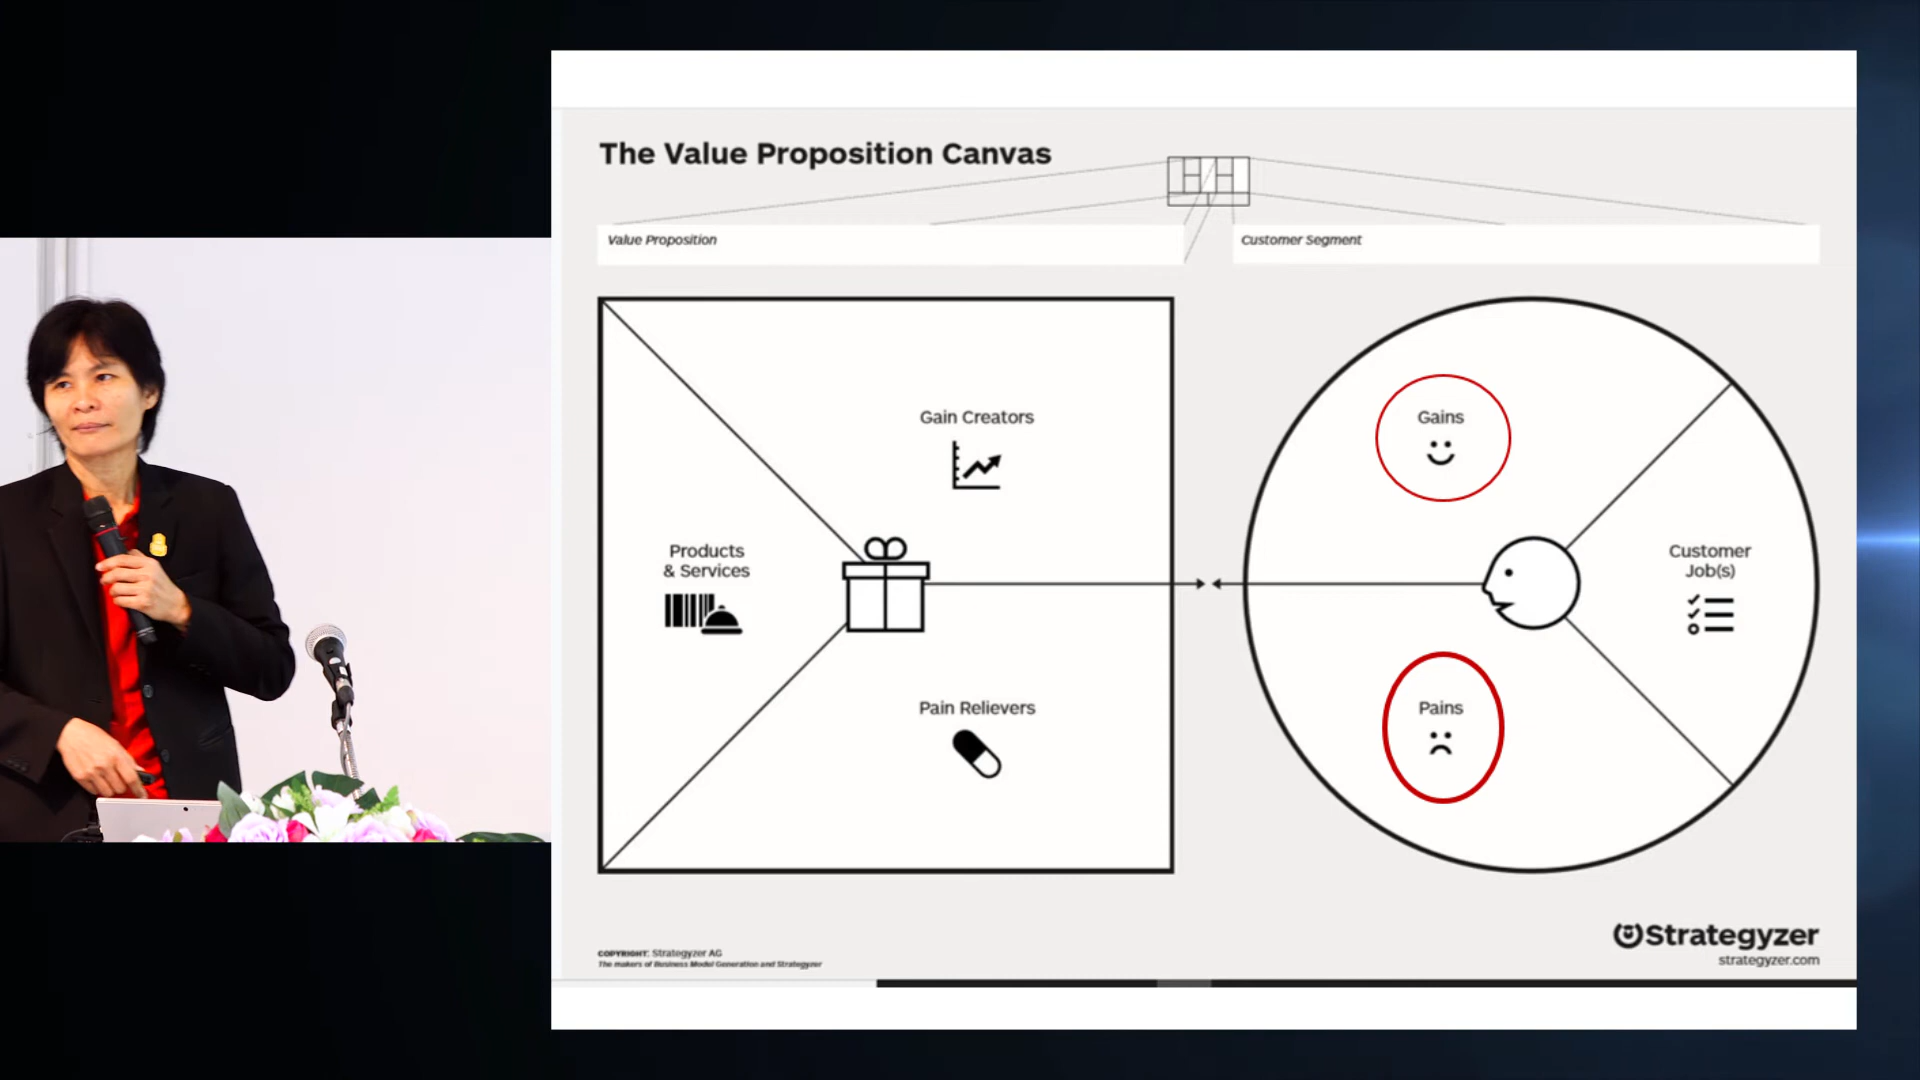 The Value Proposition Canvas
Value Proposition
Customer Segment
Gain Creators
Gains
Products
& Services
Customer
Job(s)
Pain Relievers
Pains
COPYRIGHT: Strategyzer AG
The makers of Business Model Generation and Strategyzer
Strategyzer
strategyzer.com